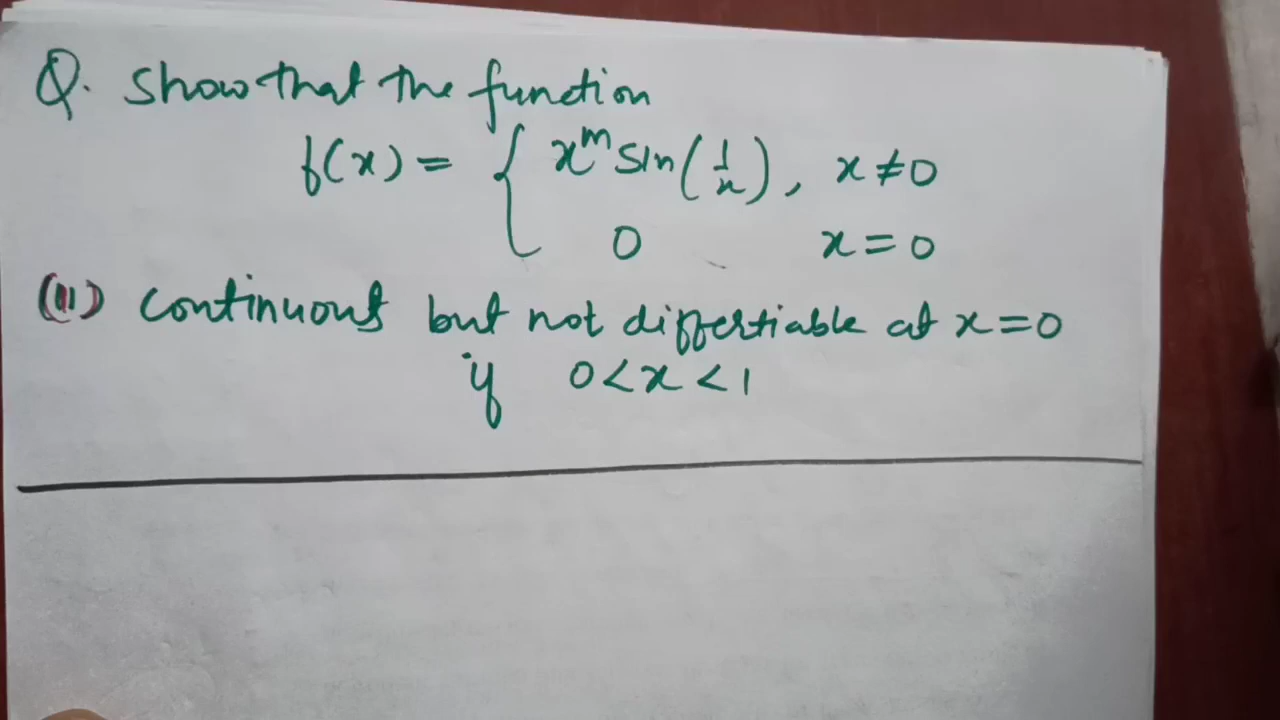 Q. Show that the function
f(x) = { x^m sin(1/x), x ≠ 0
0 x = 0
(ii) continuous but not differtiable at x = 0
if 0 < x < 1